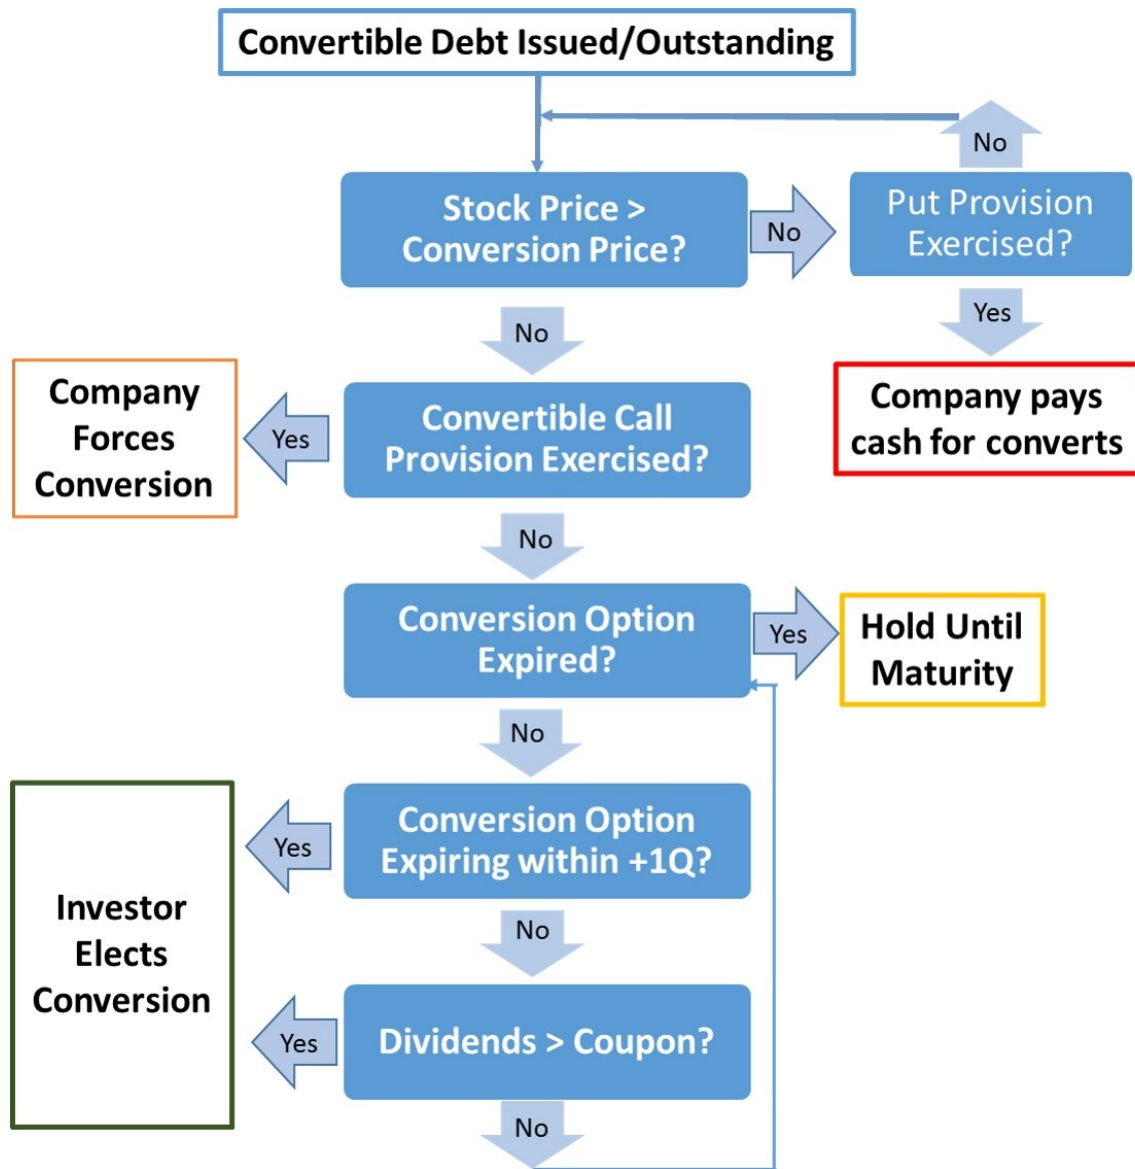 Convertible Debt Issued/Outstanding
No
Stock Price >
Conversion Price?
No
Put Provision
Exercised?
No
Yes
Company
Forces
Conversion
Yes
Convertible Call
Provision Exercised?
Company pays
cash for converts
No
Conversion Option
Expired?
Yes
Hold Until
Maturity
No
Conversion Option
Expiring within +1Q?
Yes
Investor
Elects
Conversion
No
Dividends > Coupon?
Yes
No